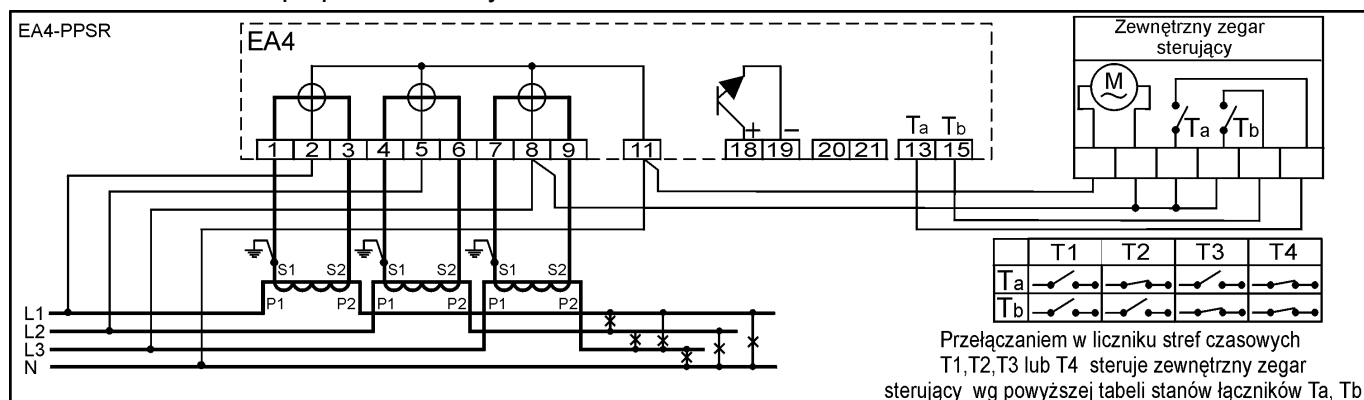 EA4-PPSR
EA4
Zewnętrzny zegar
sterujący
M
Ta Tb
+ −
Ta Tb
1 2 3 4 5 6 7 8 9 11 18 19 20 21 13 15
S1 S2 S1 S2 S1 S2
P1 P2 P1 P2 P1 P2
L1
L2
L3
N
T1 T2 T3 T4
Ta
Tb
Przełączaniem w liczniku stref czasowych
T1,T2,T3 lub T4 steruje zewnętrzny zegar
sterujący wg powyższej tabeli stanów łączników Ta, Tb